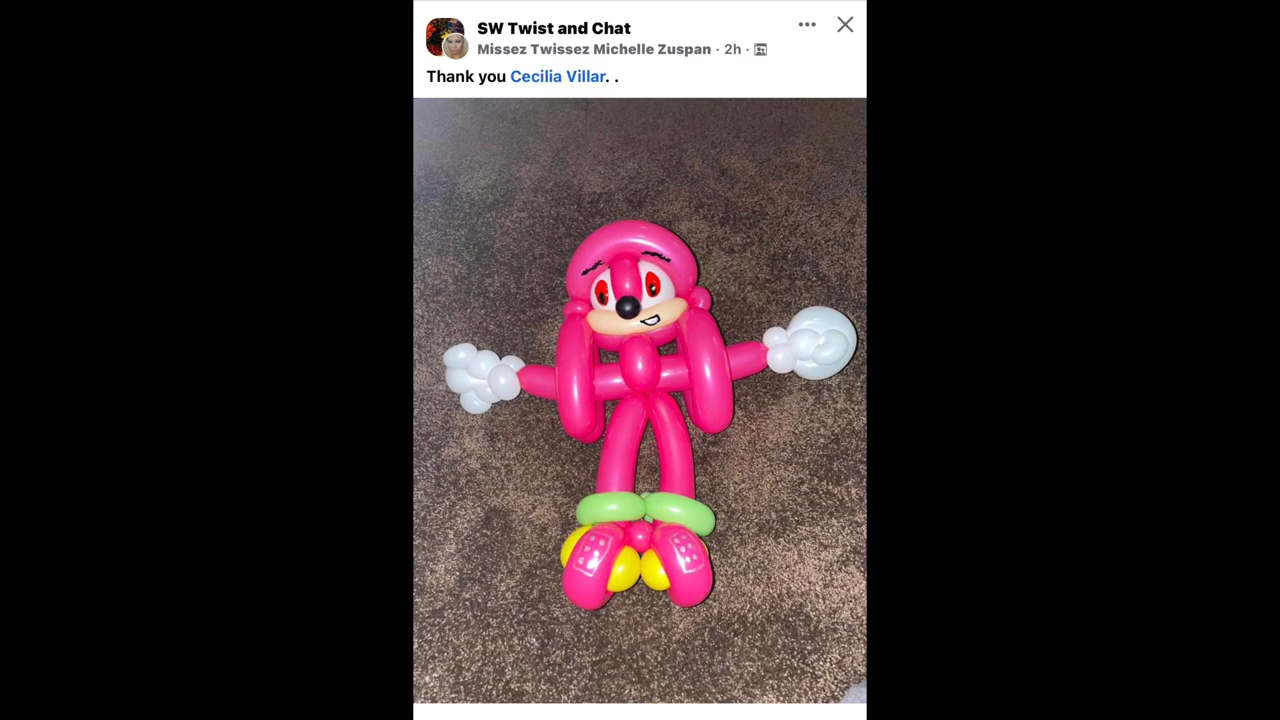 SW Twist and Chat
Missez Twissez Michelle Zuspan · 2h ·
Thank you Cecilia Villar. .